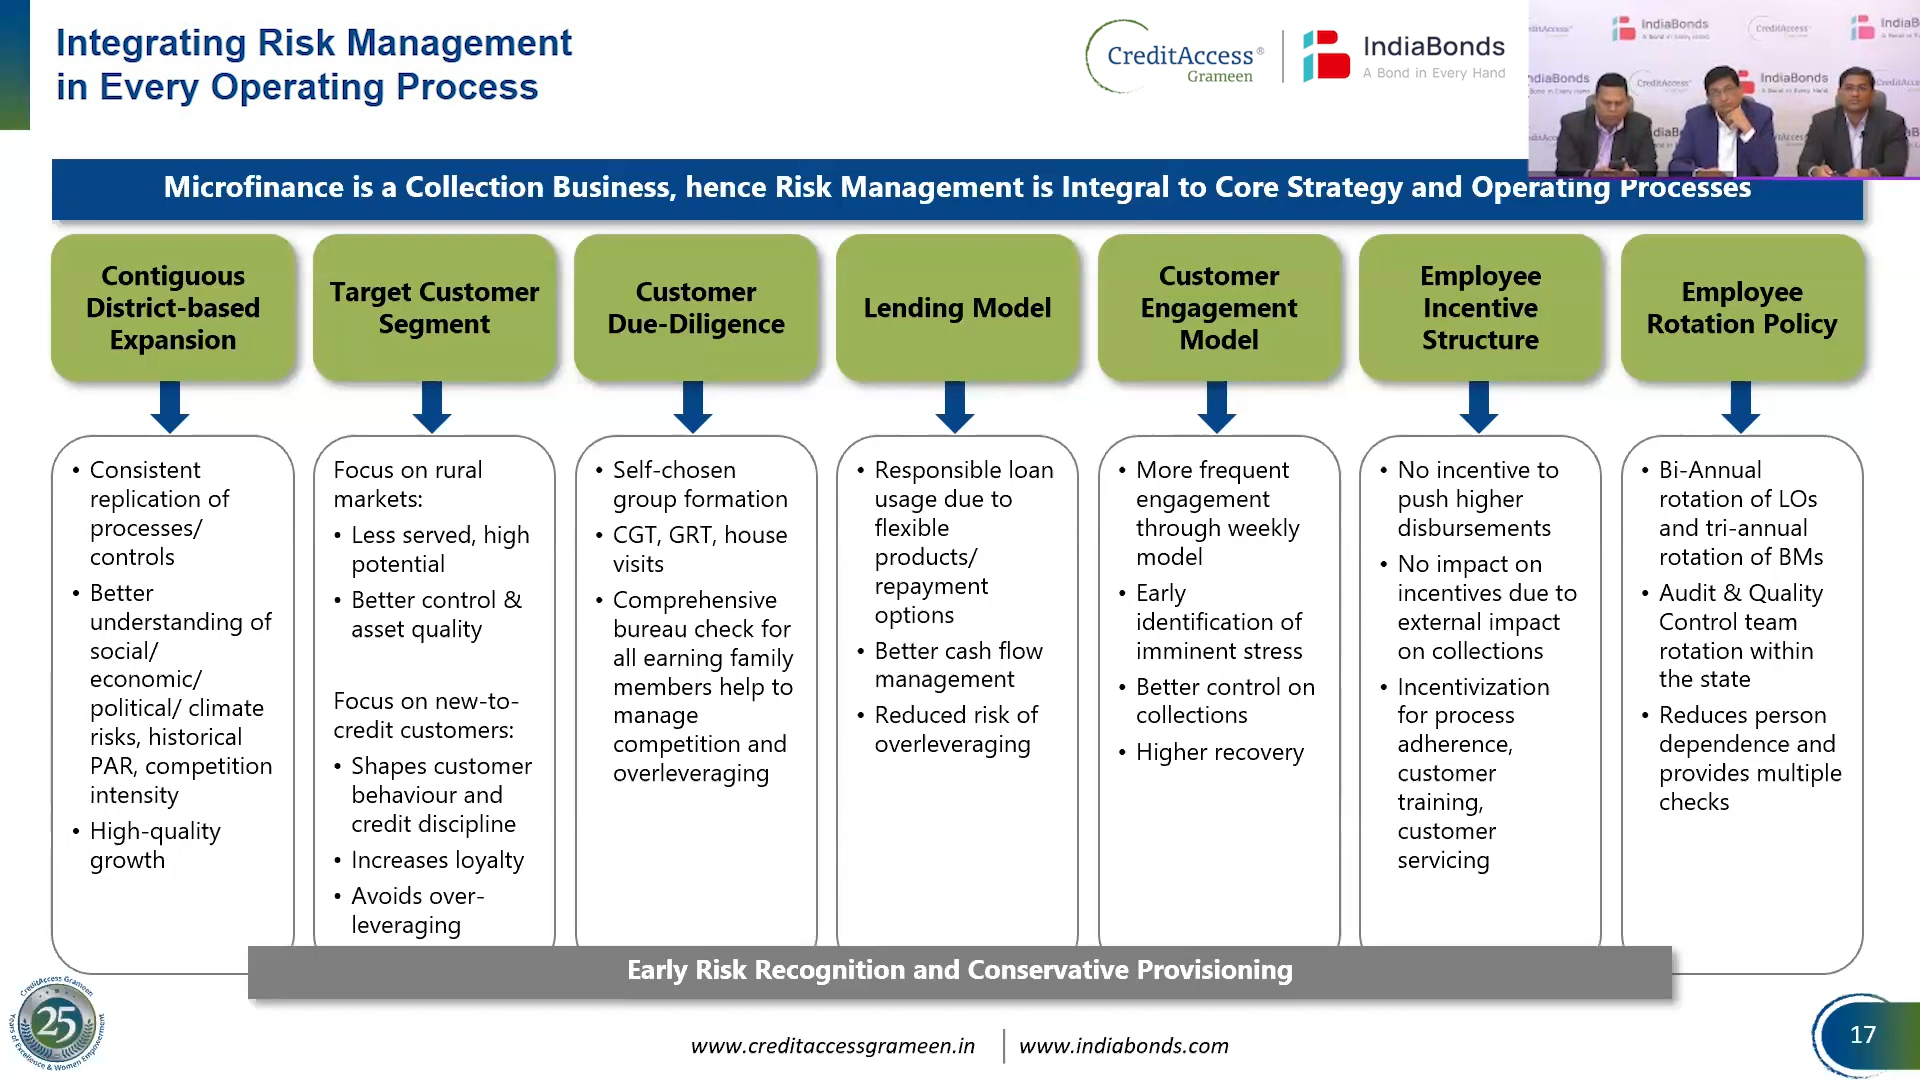 Integrating Risk Management
in Every Operating Process
CreditAccess®
Grameen
IndiaBonds
A Bond in Every Hand
Microfinance is a Collection Business, hence Risk Management is Integral to Core Strategy and Operating Processes
Contiguous
District-based
Expansion
• Consistent
replication of
processes/
controls
• Better
understanding of
social/
economic/
political/ climate
risks, historical
PAR, competition
intensity
• High-quality
growth
Target Customer
Segment
Focus on rural
markets:
• Less served, high
potential
• Better control &
asset quality
Focus on new-to-
credit customers:
• Shapes customer
behaviour and
credit discipline
• Increases loyalty
• Avoids over-
leveraging
Customer
Due-Diligence
• Self-chosen
group formation
• CGT, GRT, house
visits
• Comprehensive
bureau check for
all earning family
members help to
manage
competition and
overleveraging
Lending Model
• Responsible loan
usage due to
flexible
products/
repayment
options
• Better cash flow
management
• Reduced risk of
overleveraging
Customer
Engagement
Model
• More frequent
engagement
through weekly
model
• Early
identification of
imminent stress
• Better control on
collections
• Higher recovery
Employee
Incentive
Structure
• No incentive to
push higher
disbursements
• No impact on
incentives due to
external impact
on collections
• Incentivization
for process
adherence,
customer
training,
customer
servicing
Employee
Rotation Policy
• Bi-Annual
rotation of LOs
and tri-annual
rotation of BMs
• Audit & Quality
Control team
rotation within
the state
• Reduces person
dependence and
provides multiple
checks
Early Risk Recognition and Conservative Provisioning
CreditAccess Grameen
25
Years of Excellence & Women Empowerment
www.creditaccessgrameen.in
www.indiabonds.com
17
IndiaBonds
CreditAccess
IndiaBonds